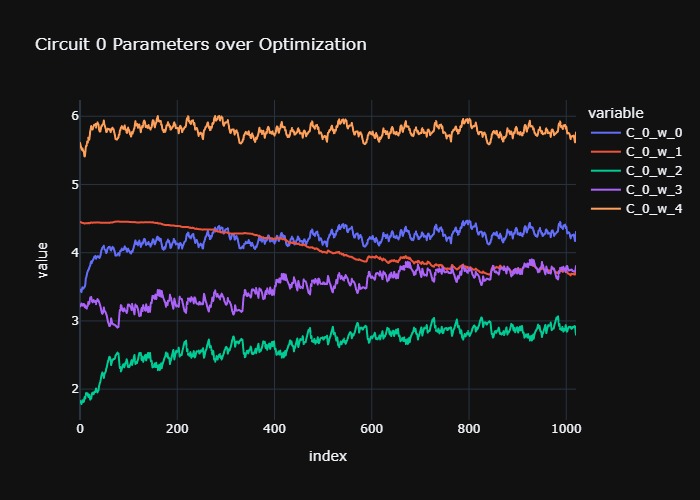 Circuit 0 Parameters over Optimization
variable
C_0_w_0
C_0_w_1
C_0_w_2
C_0_w_3
C_0_w_4
value
6
5
4
3
2
0 200 400 600 800 1000
index